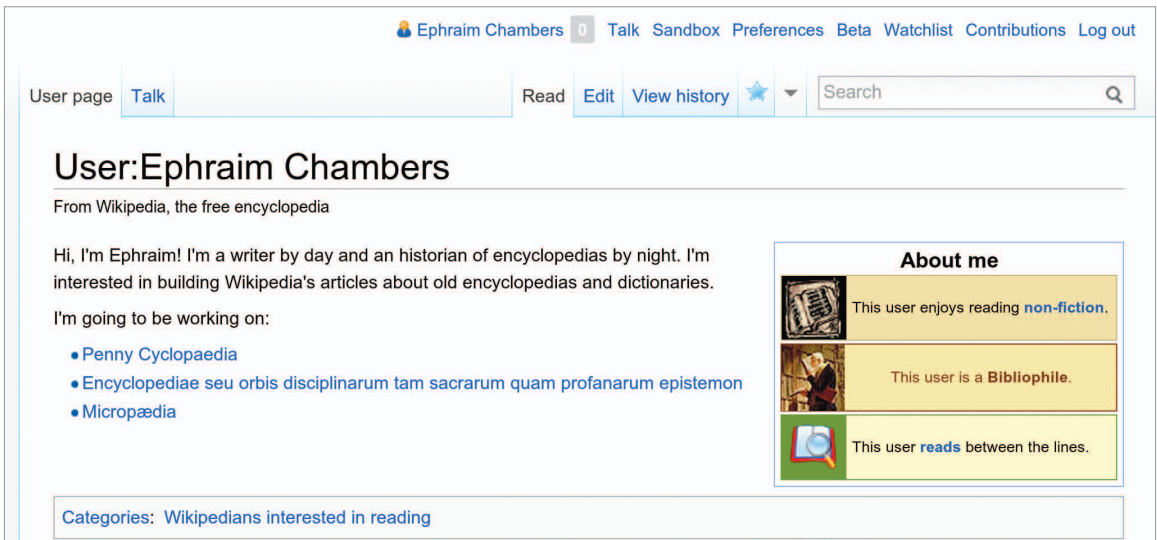 Ephraim Chambers 0 Talk Sandbox Preferences Beta Watchlist Contributions Log out
User page Talk Read Edit View history Search
User:Ephraim Chambers
From Wikipedia, the free encyclopedia
Hi, I'm Ephraim! I'm a writer by day and an historian of encyclopedias by night. I'm
interested in building Wikipedia's articles about old encyclopedias and dictionaries.
I'm going to be working on:
Penny Cyclopaedia
Encyclopediae seu orbis disciplinarum tam sacrarum quam profanarum epistemon
Micropædia
About me
This user enjoys reading non-fiction.
This user is a Bibliophile.
This user reads between the lines.
Categories: Wikipedians interested in reading